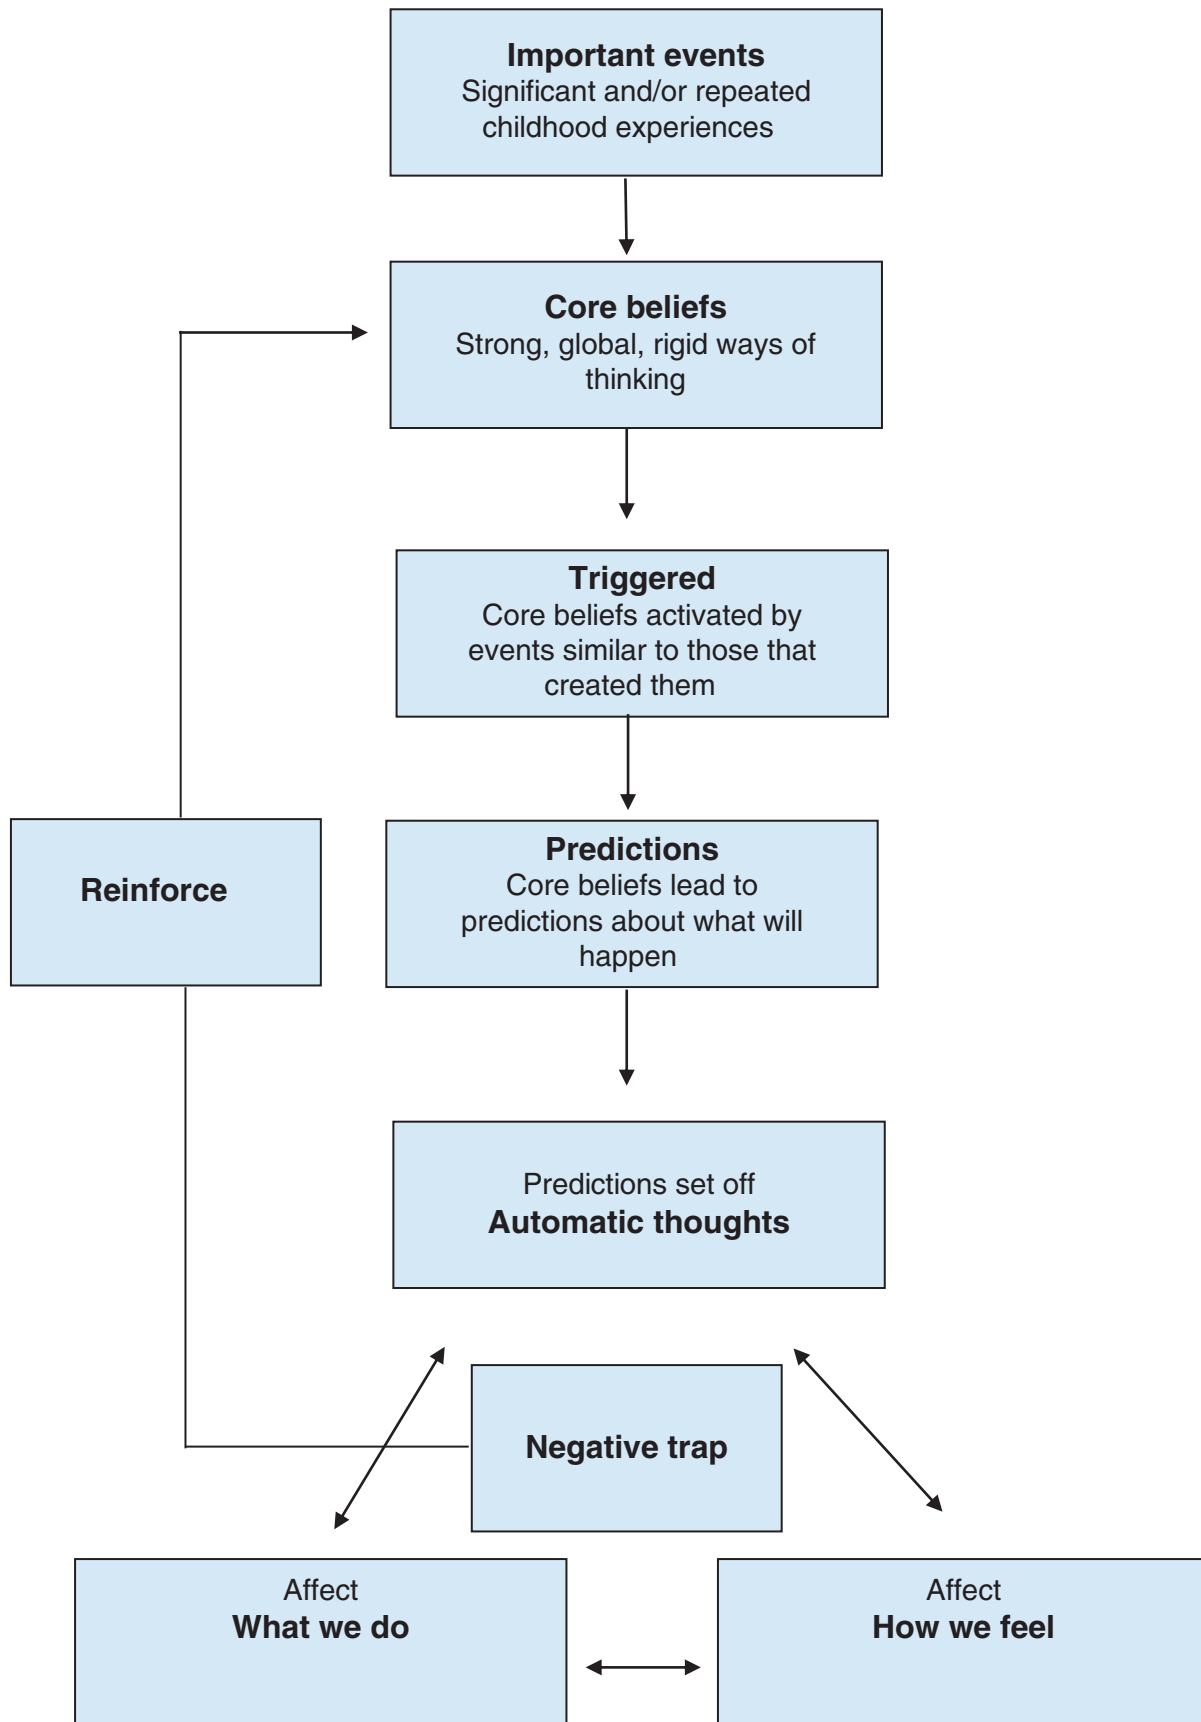 Important events
Significant and/or repeated
childhood experiences
Core beliefs
Strong, global, rigid ways of
thinking
Triggered
Core beliefs activated by
events similar to those that
created them
Predictions
Core beliefs lead to
predictions about what will
happen
Reinforce
Predictions set off
Automatic thoughts
Negative trap
Affect
What we do
Affect
How we feel